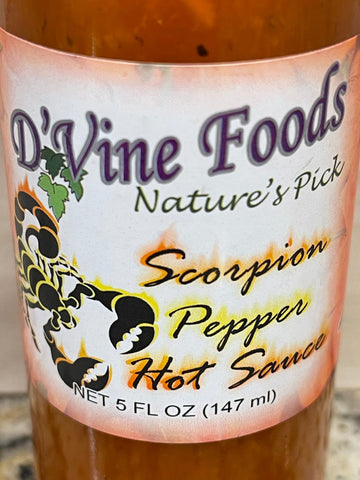 D'Vine Foods
Nature's Pick
Scorpion
Pepper
Hot Sauce
NET 5 FL OZ (147 ml)